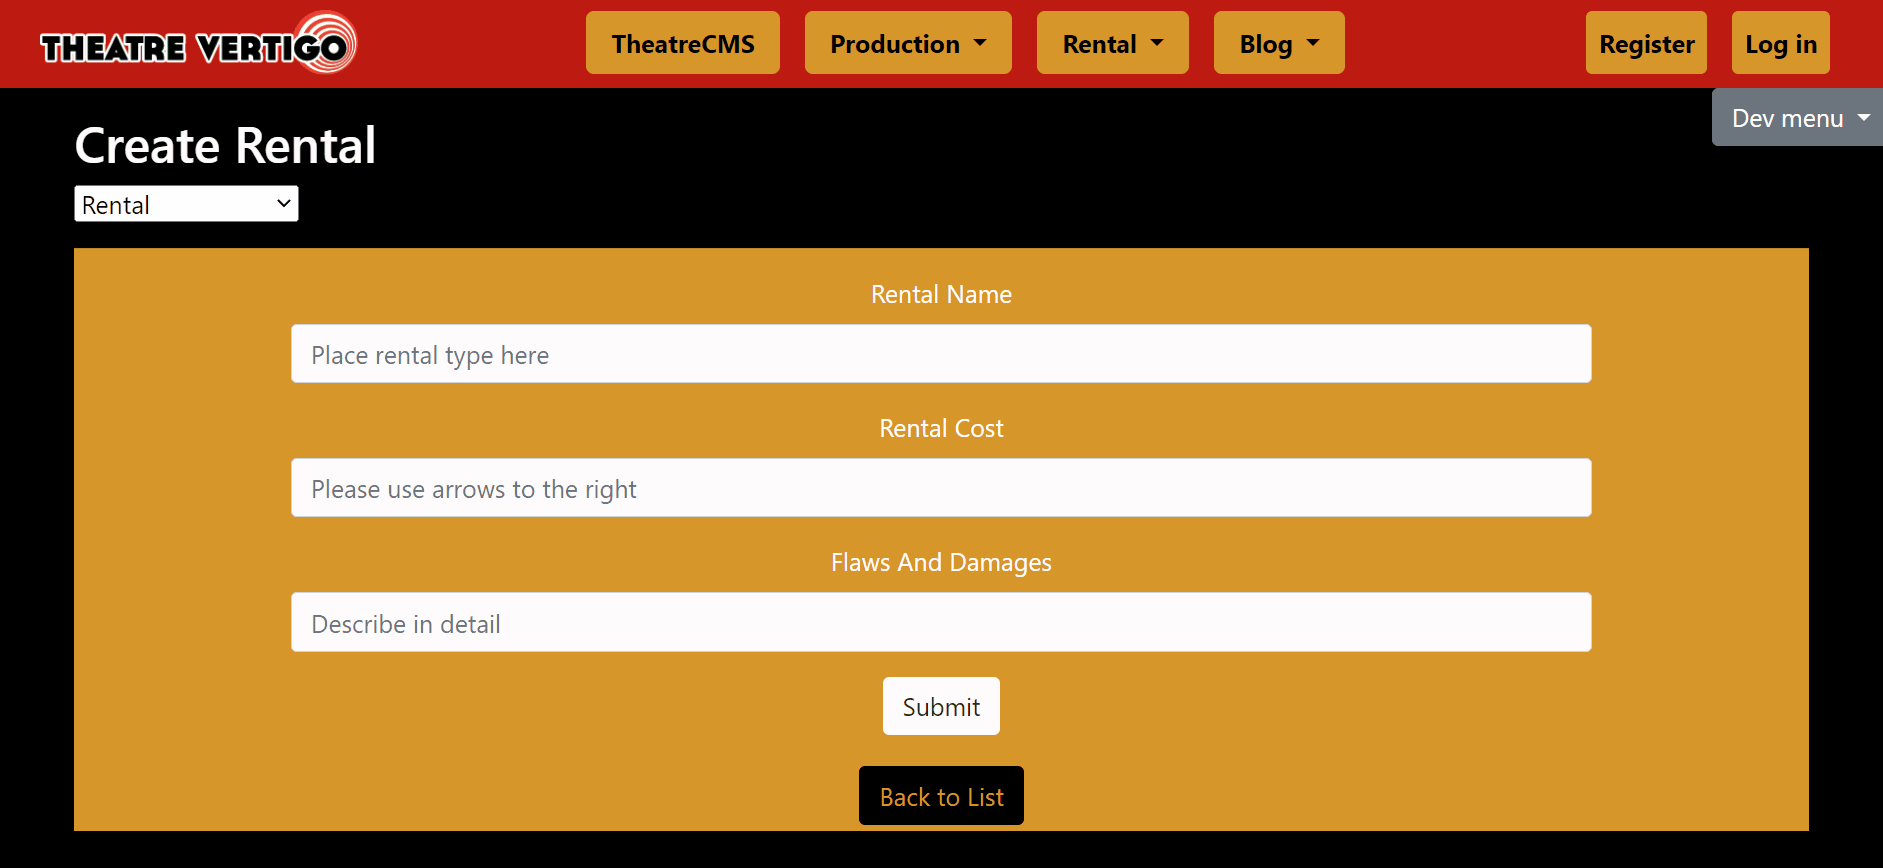 THEATRE VERTIGO
TheatreCMS
Production
Rental
Blog
Register
Log in
Dev menu
Create Rental
Rental
Rental Name
Place rental type here
Rental Cost
Please use arrows to the right
Flaws And Damages
Describe in detail
Submit
Back to List